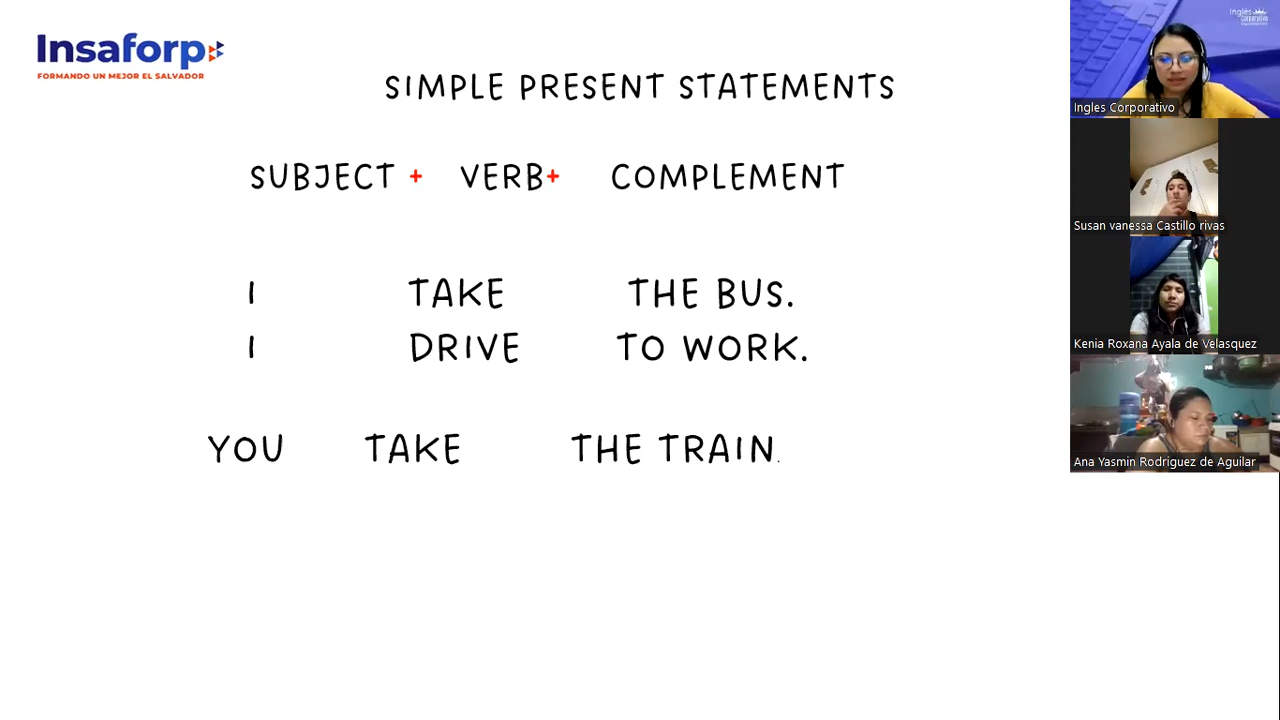 Insaforp
FORMANDO UN MEJOR EL SALVADOR
SIMPLE PRESENT STATEMENTS
SUBJECT + VERB+ COMPLEMENT
I TAKE THE BUS.
I DRIVE TO WORK.
YOU TAKE THE TRAIN.
Inglés
Corporativo
Ingles Corporativo
Susan vanessa Castillo rivas
Kenia Roxana Ayala de Velasquez
Ana Yasmin Rodriguez de Aguilar